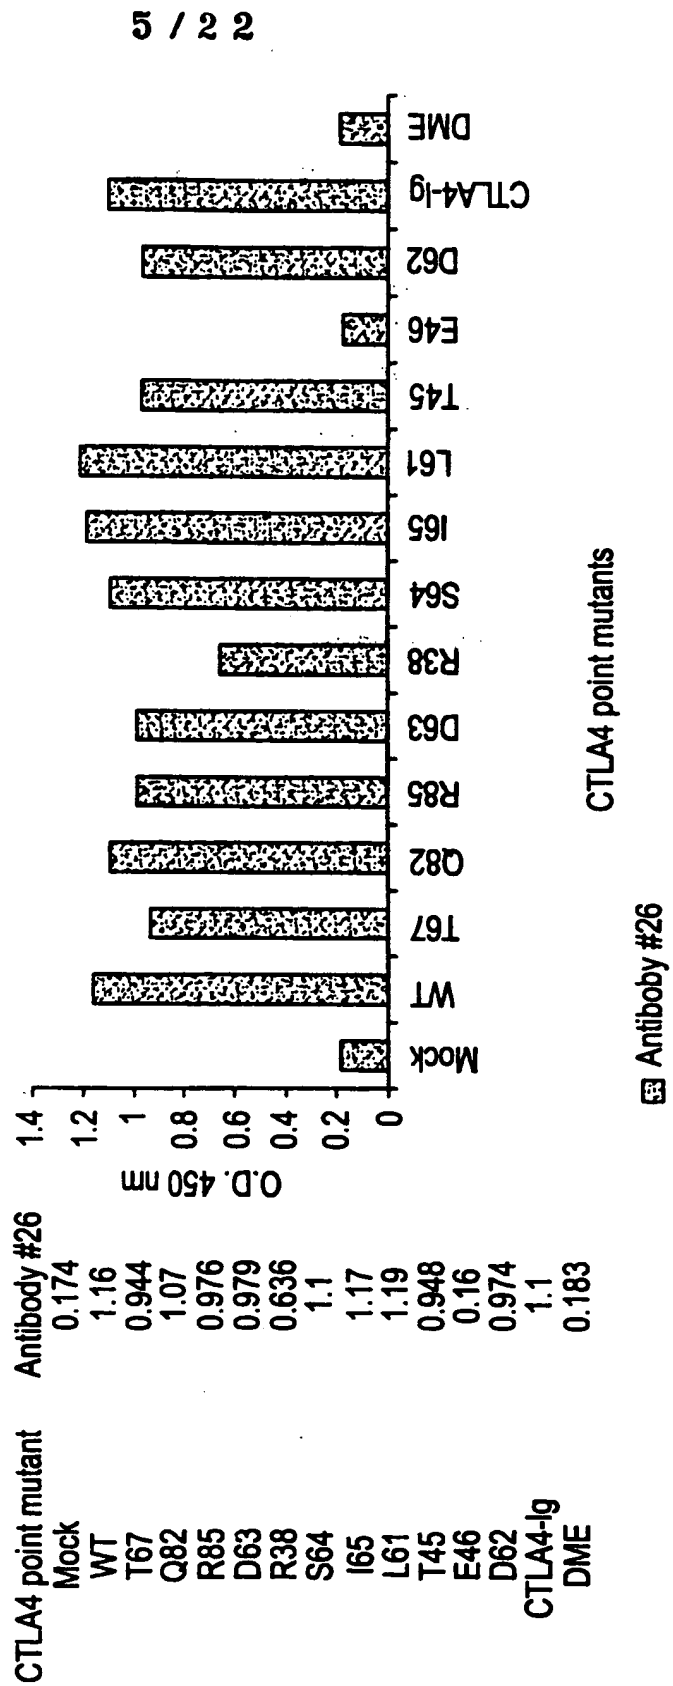 5 / 2 2
CTLA4 point mutant Antibody #26
Mock 0.174
WT 1.16
T67 0.944
Q82 1.07
R85 0.976
D63 0.979
R38 0.636
S64 1.1
I65 1.17
L61 1.19
T45 0.948
E46 0.16
D62 0.974
CTLA4-Ig 1.1
DME 0.183
O.D. 450 nm
1.4
1.2
1
0.8
0.6
0.4
0.2
0
Mock
WT
T67
Q82
R85
D63
R38
S64
I65
L61
T45
E46
D62
CTLA4-Ig
DME
CTLA4 point mutants
Antiboby #26